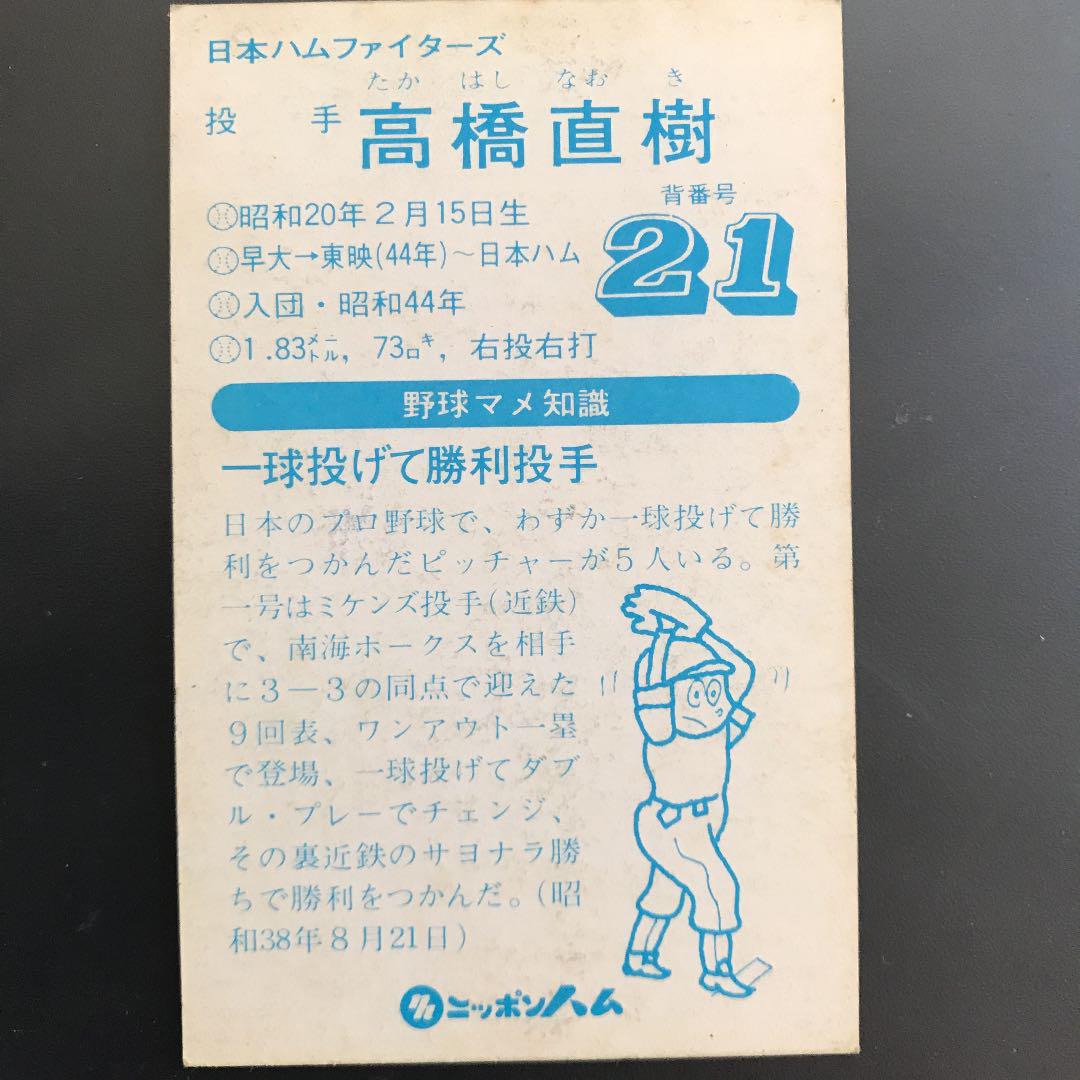 日本ハムファイターズ
たか はし なお き
投手 高橋直樹
背番号
21
昭和20年2月15日生
早大→東映(44年)～日本ハム
入団・昭和44年
1.83メートル, 73キロ, 右投右打
野球マメ知識
一球投げて勝利投手
日本のプロ野球で、わずか一球投げて勝
利をつかんだピッチャーが5人いる。第
一号はミケンズ投手(近鉄)
で、南海ホークスを相手
に3—3の同点で迎えた
9回表、ワンアウト一塁
で登場、一球投げてダブ
ル・プレーでチェンジ、
その裏近鉄のサヨナラ勝
ちで勝利をつかんだ。(昭
和38年8月21日)
ニッポンハム